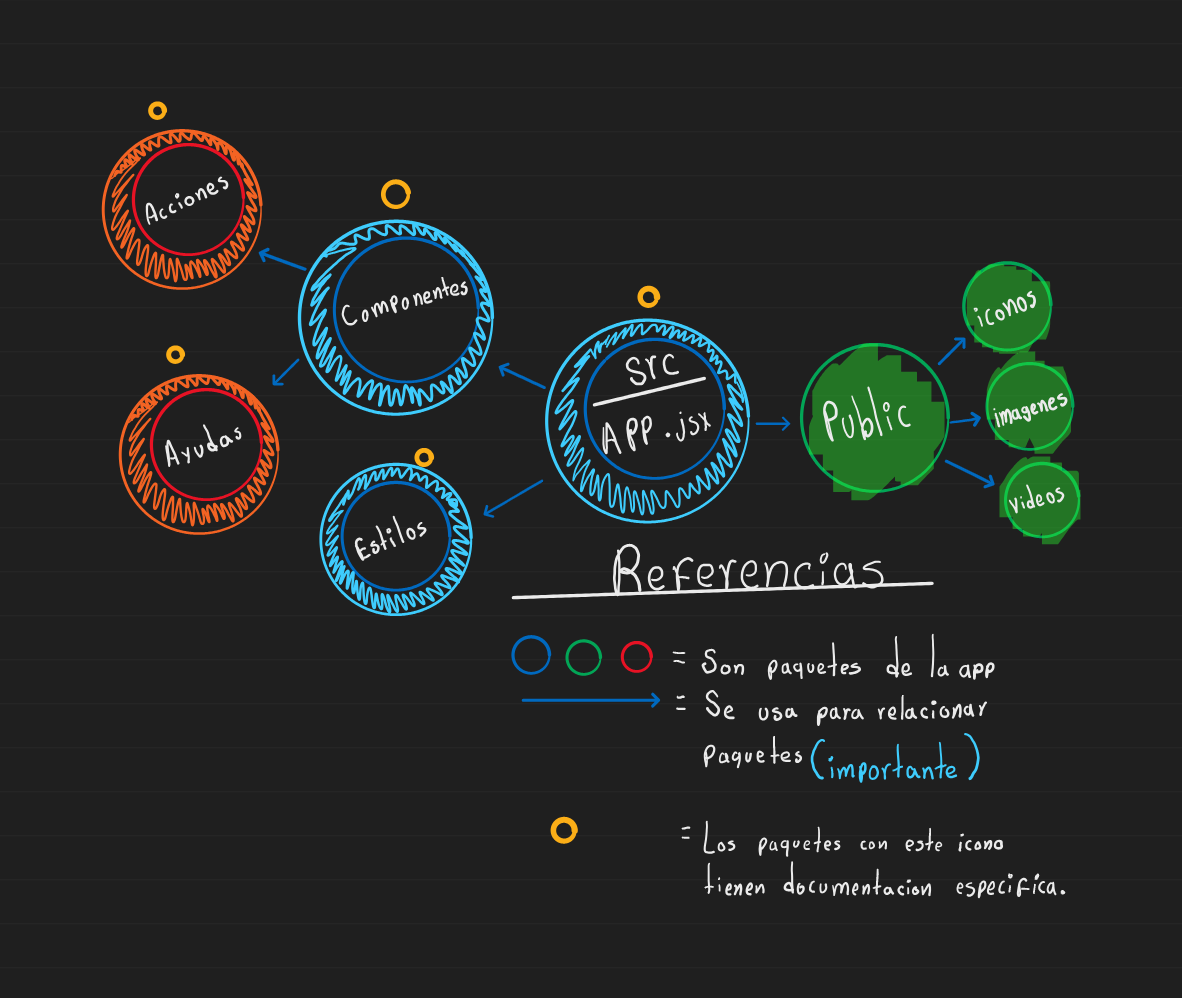 Acciones
Componentes
Ayudas
Estilos
Src
APP.jsx
Public
iconos
imagenes
videos
Referencias
= Son paquetes de la app
= Se usa para relacionar
paquetes (importante)
= Los paquetes con este icono
tienen documentacion especifica.